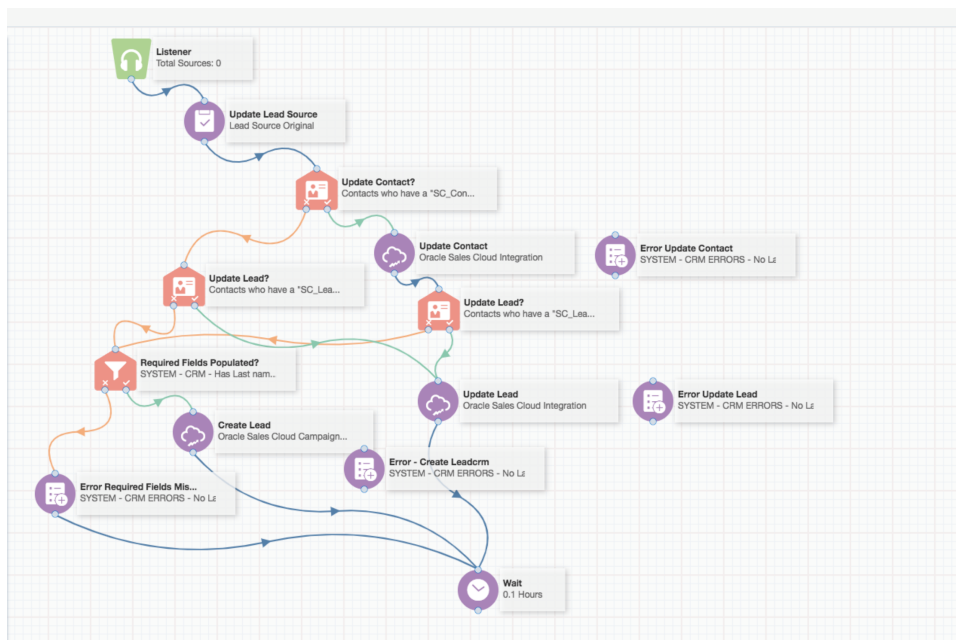 Listener
Total Sources: 0
Update Lead Source
Lead Source Original
Update Contact?
Contacts who have a "SC_Con...
Update Contact
Oracle Sales Cloud Integration
Error Update Contact
SYSTEM - CRM ERRORS - No La
Update Lead?
Contacts who have a "SC_Lea...
Update Lead?
Contacts who have a "SC_Lea...
Required Fields Populated?
SYSTEM - CRM - Has Last nam...
Update Lead
Oracle Sales Cloud Integration
Error Update Lead
SYSTEM - CRM ERRORS - No La
Create Lead
Oracle Sales Cloud Campaign...
Error - Create Leadcrm
SYSTEM - CRM ERRORS - No La
Error Required Fields Mis...
SYSTEM - CRM ERRORS - No La
Wait
0.1 Hours